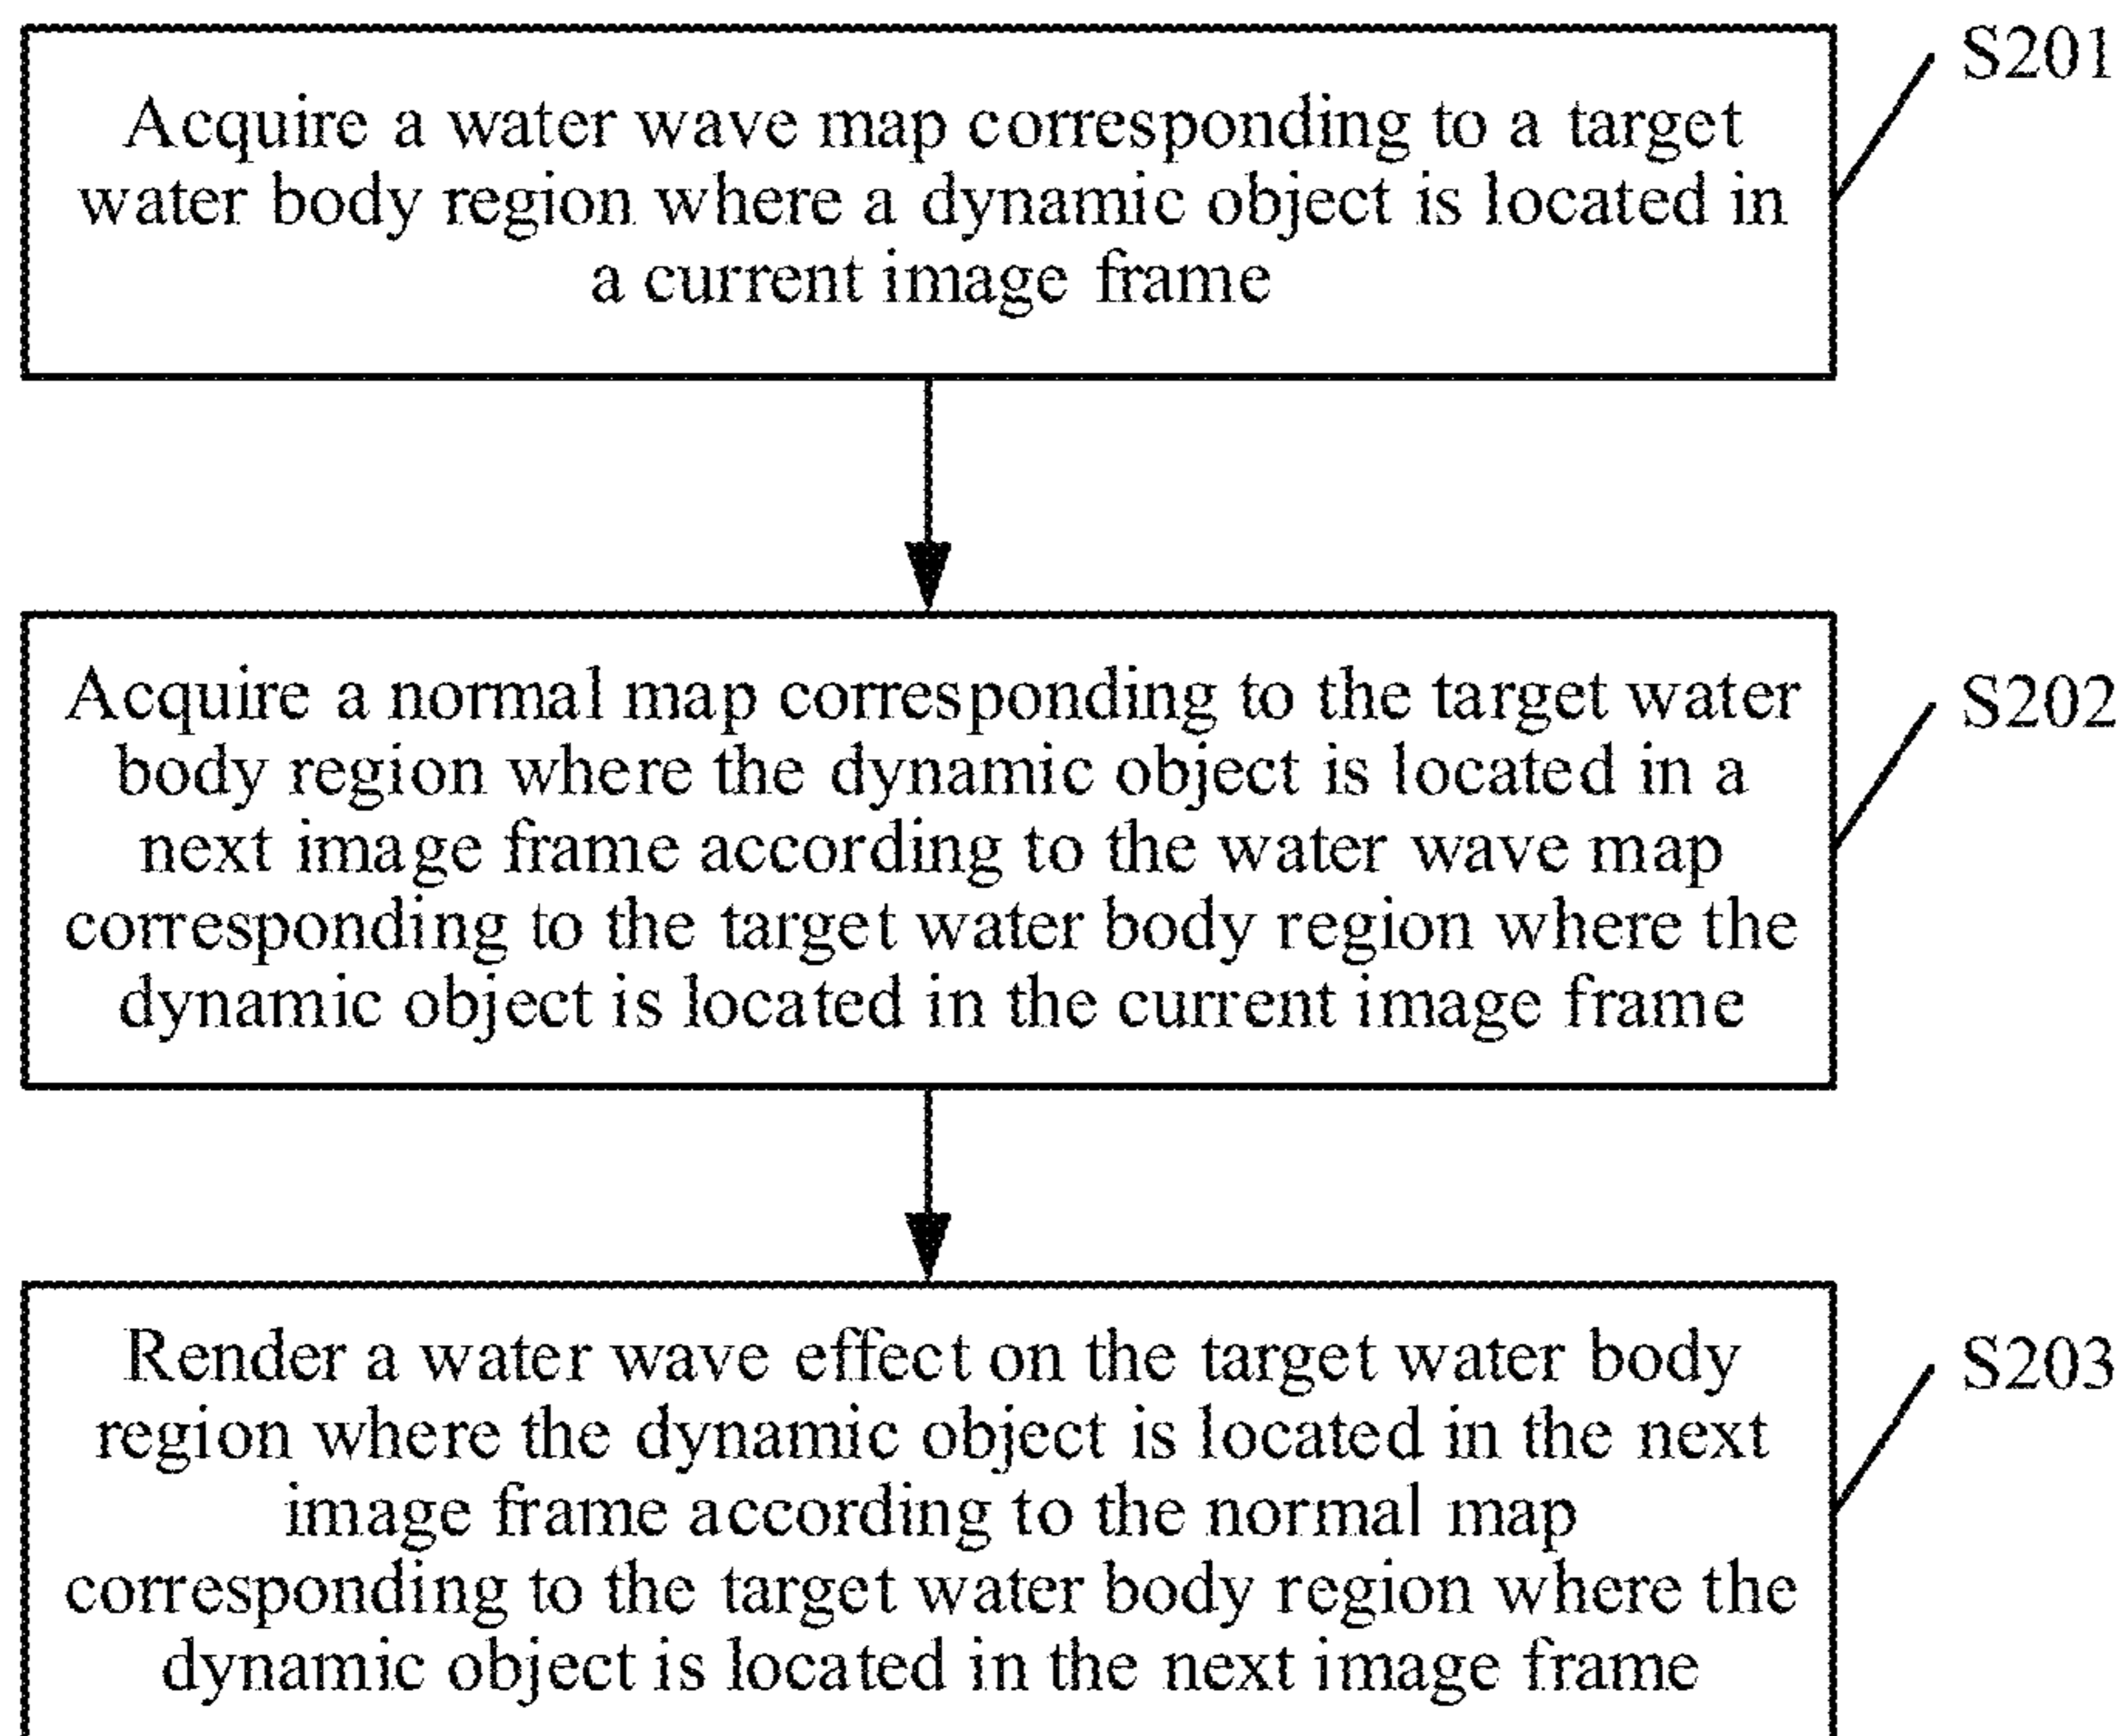 S201
Acquire a water wave map corresponding to a target
water body region where a dynamic object is located in
a current image frame
S202
Acquire a normal map corresponding to the target water
body region where the dynamic object is located in a
next image frame according to the water wave map
corresponding to the target water body region where the
dynamic object is located in the current image frame
S203
Render a water wave effect on the target water body
region where the dynamic object is located in the next
image frame according to the normal map
corresponding to the target water body region where the
dynamic object is located in the next image frame